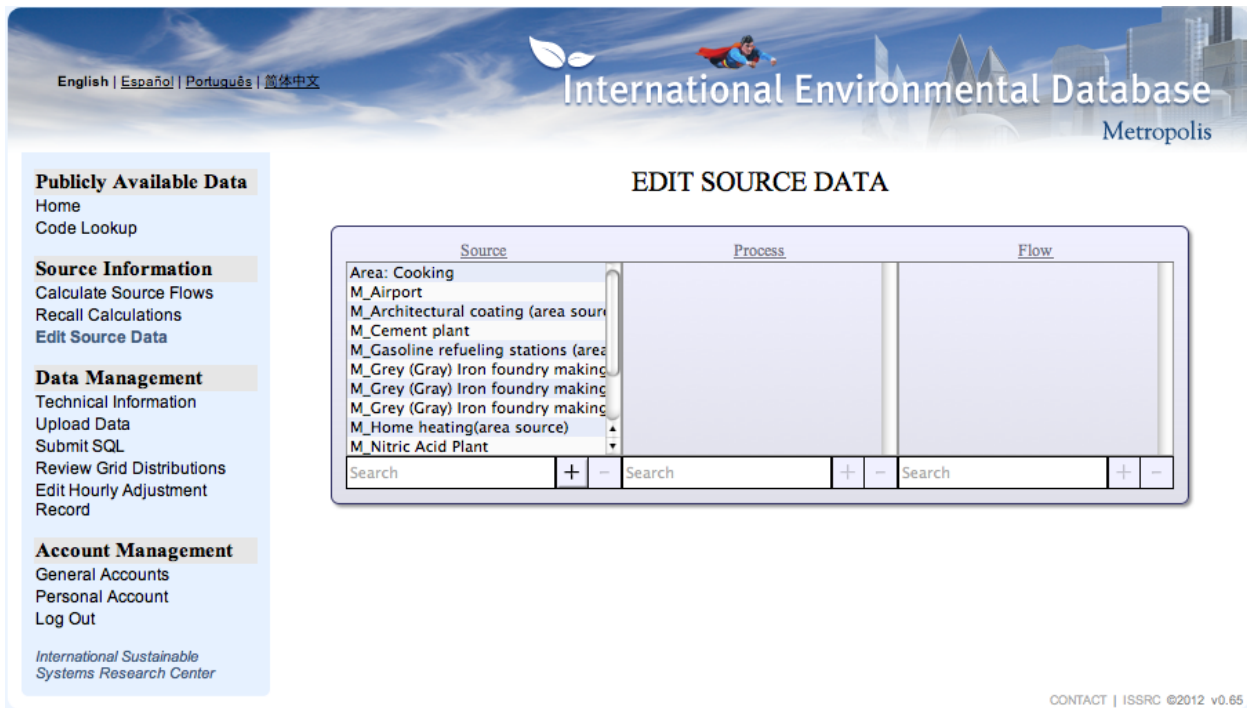 English | Español | Português | 简体中文
International Environmental Database
Metropolis
Publicly Available Data
Home
Code Lookup
Source Information
Calculate Source Flows
Recall Calculations
Edit Source Data
Data Management
Technical Information
Upload Data
Submit SQL
Review Grid Distributions
Edit Hourly Adjustment
Record
Account Management
General Accounts
Personal Account
Log Out
International Sustainable
Systems Research Center
EDIT SOURCE DATA
Source Process Flow
Area: Cooking
M_Airport
M_Architectural coating (area sour
M_Cement plant
M_Gasoline refueling stations (area
M_Grey (Gray) Iron foundry making
M_Grey (Gray) Iron foundry making
M_Grey (Gray) Iron foundry making
M_Home heating(area source)
M_Nitric Acid Plant
Search + − Search + − Search + −
CONTACT | ISSRC ©2012 v0.65